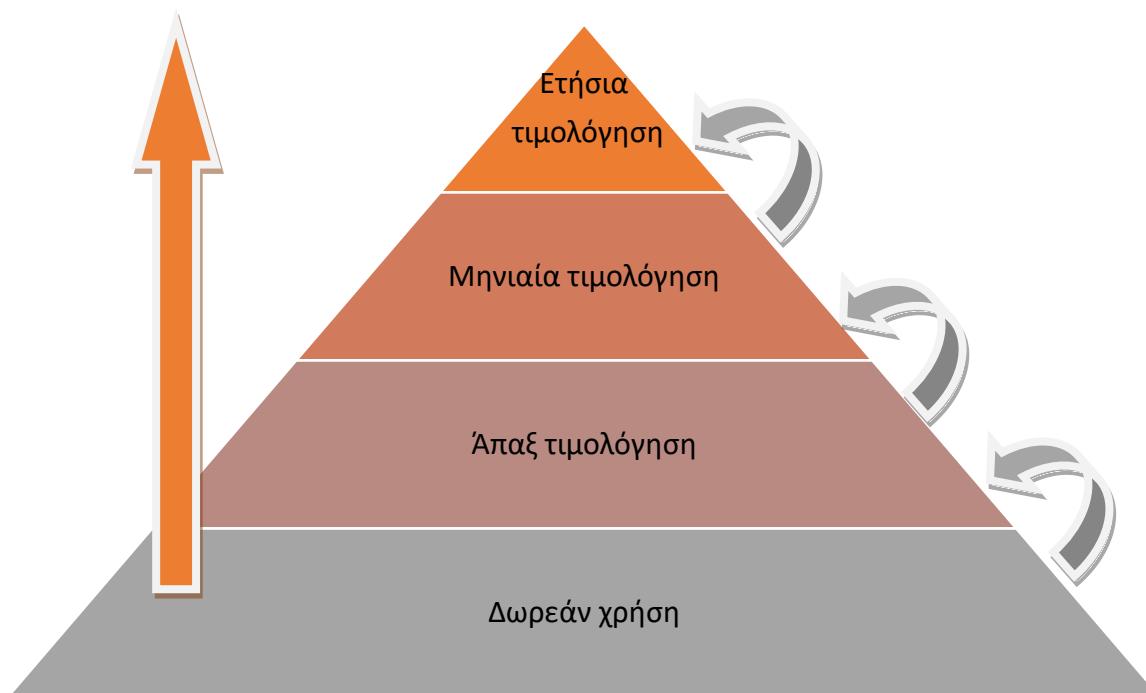 Ετήσια
τιμολόγηση
Μηνιαία τιμολόγηση
Άπαξ τιμολόγηση
Δωρεάν χρήση